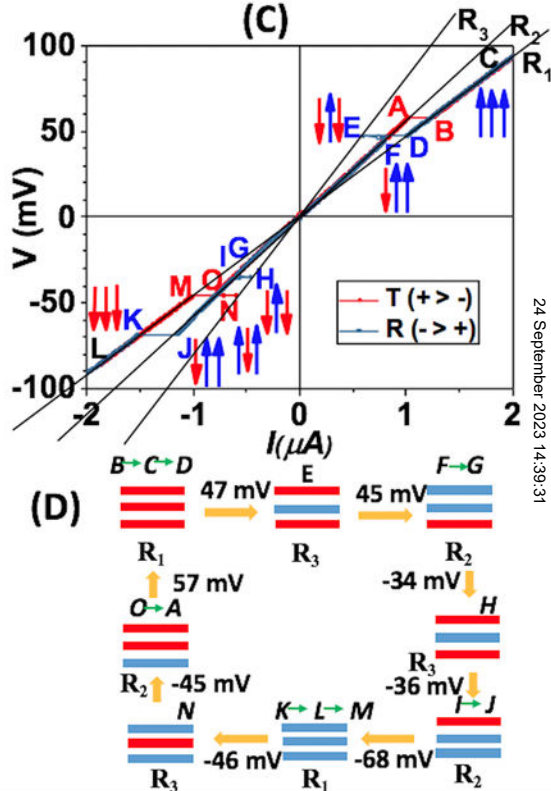 (C)
R3
R2
R1
100
50
0
-50
-100
V (mV)
-2
-1
0
1
2
I(μA)
A
B
C
D
E
F
G
H
I
J
K
L
M
N
O
T (+ > -)
R (- > +)
24 September 2023 14:39:31
(D)
B→C→D
E
F→G
47 mV
45 mV
R1
R3
R2
57 mV
-34 mV
O→A
H
R2
R3
-45 mV
-36 mV
N
K→L→M
I→J
-46 mV
-68 mV
R3
R1
R2